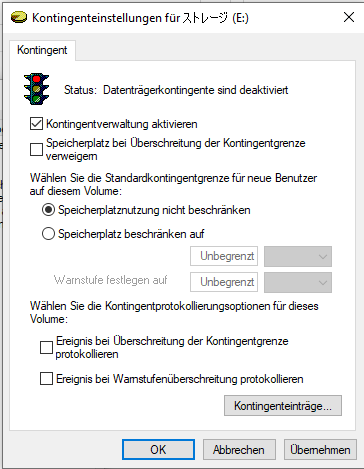 Kontingenteinstellungen für ストレージ (E:)
Kontingent
Status: Datenträgerkontingente sind deaktiviert
Kontingentverwaltung aktivieren
Speicherplatz bei Überschreitung der Kontingentgrenze
verweigern
Wählen Sie die Standardkontingentgrenze für neue Benutzer
auf diesem Volume:
Speicherplatznutzung nicht beschränken
Speicherplatz beschränken auf
Unbegrenzt
Warnstufe festlegen auf
Unbegrenzt
Wählen Sie die Kontingentprotokollierungsoptionen für dieses
Volume:
Ereignis bei Überschreitung der Kontingentgrenze
protokollieren
Ereignis bei Warnstufenüberschreitung protokollieren
Kontingenteinträge...
OK
Abbrechen
Übernehmen